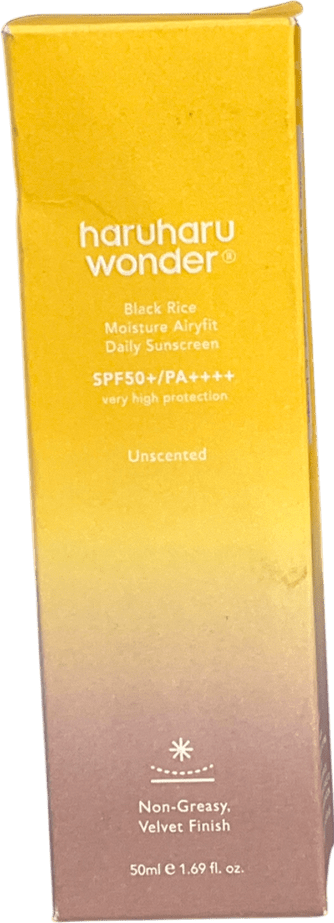 haruharu
wonder®
Black Rice
Moisture Airyfit
Daily Sunscreen
SPF50+/PA++++
very high protection
Unscented
Non-Greasy,
Velvet Finish
50ml e 1.69 fl. oz.